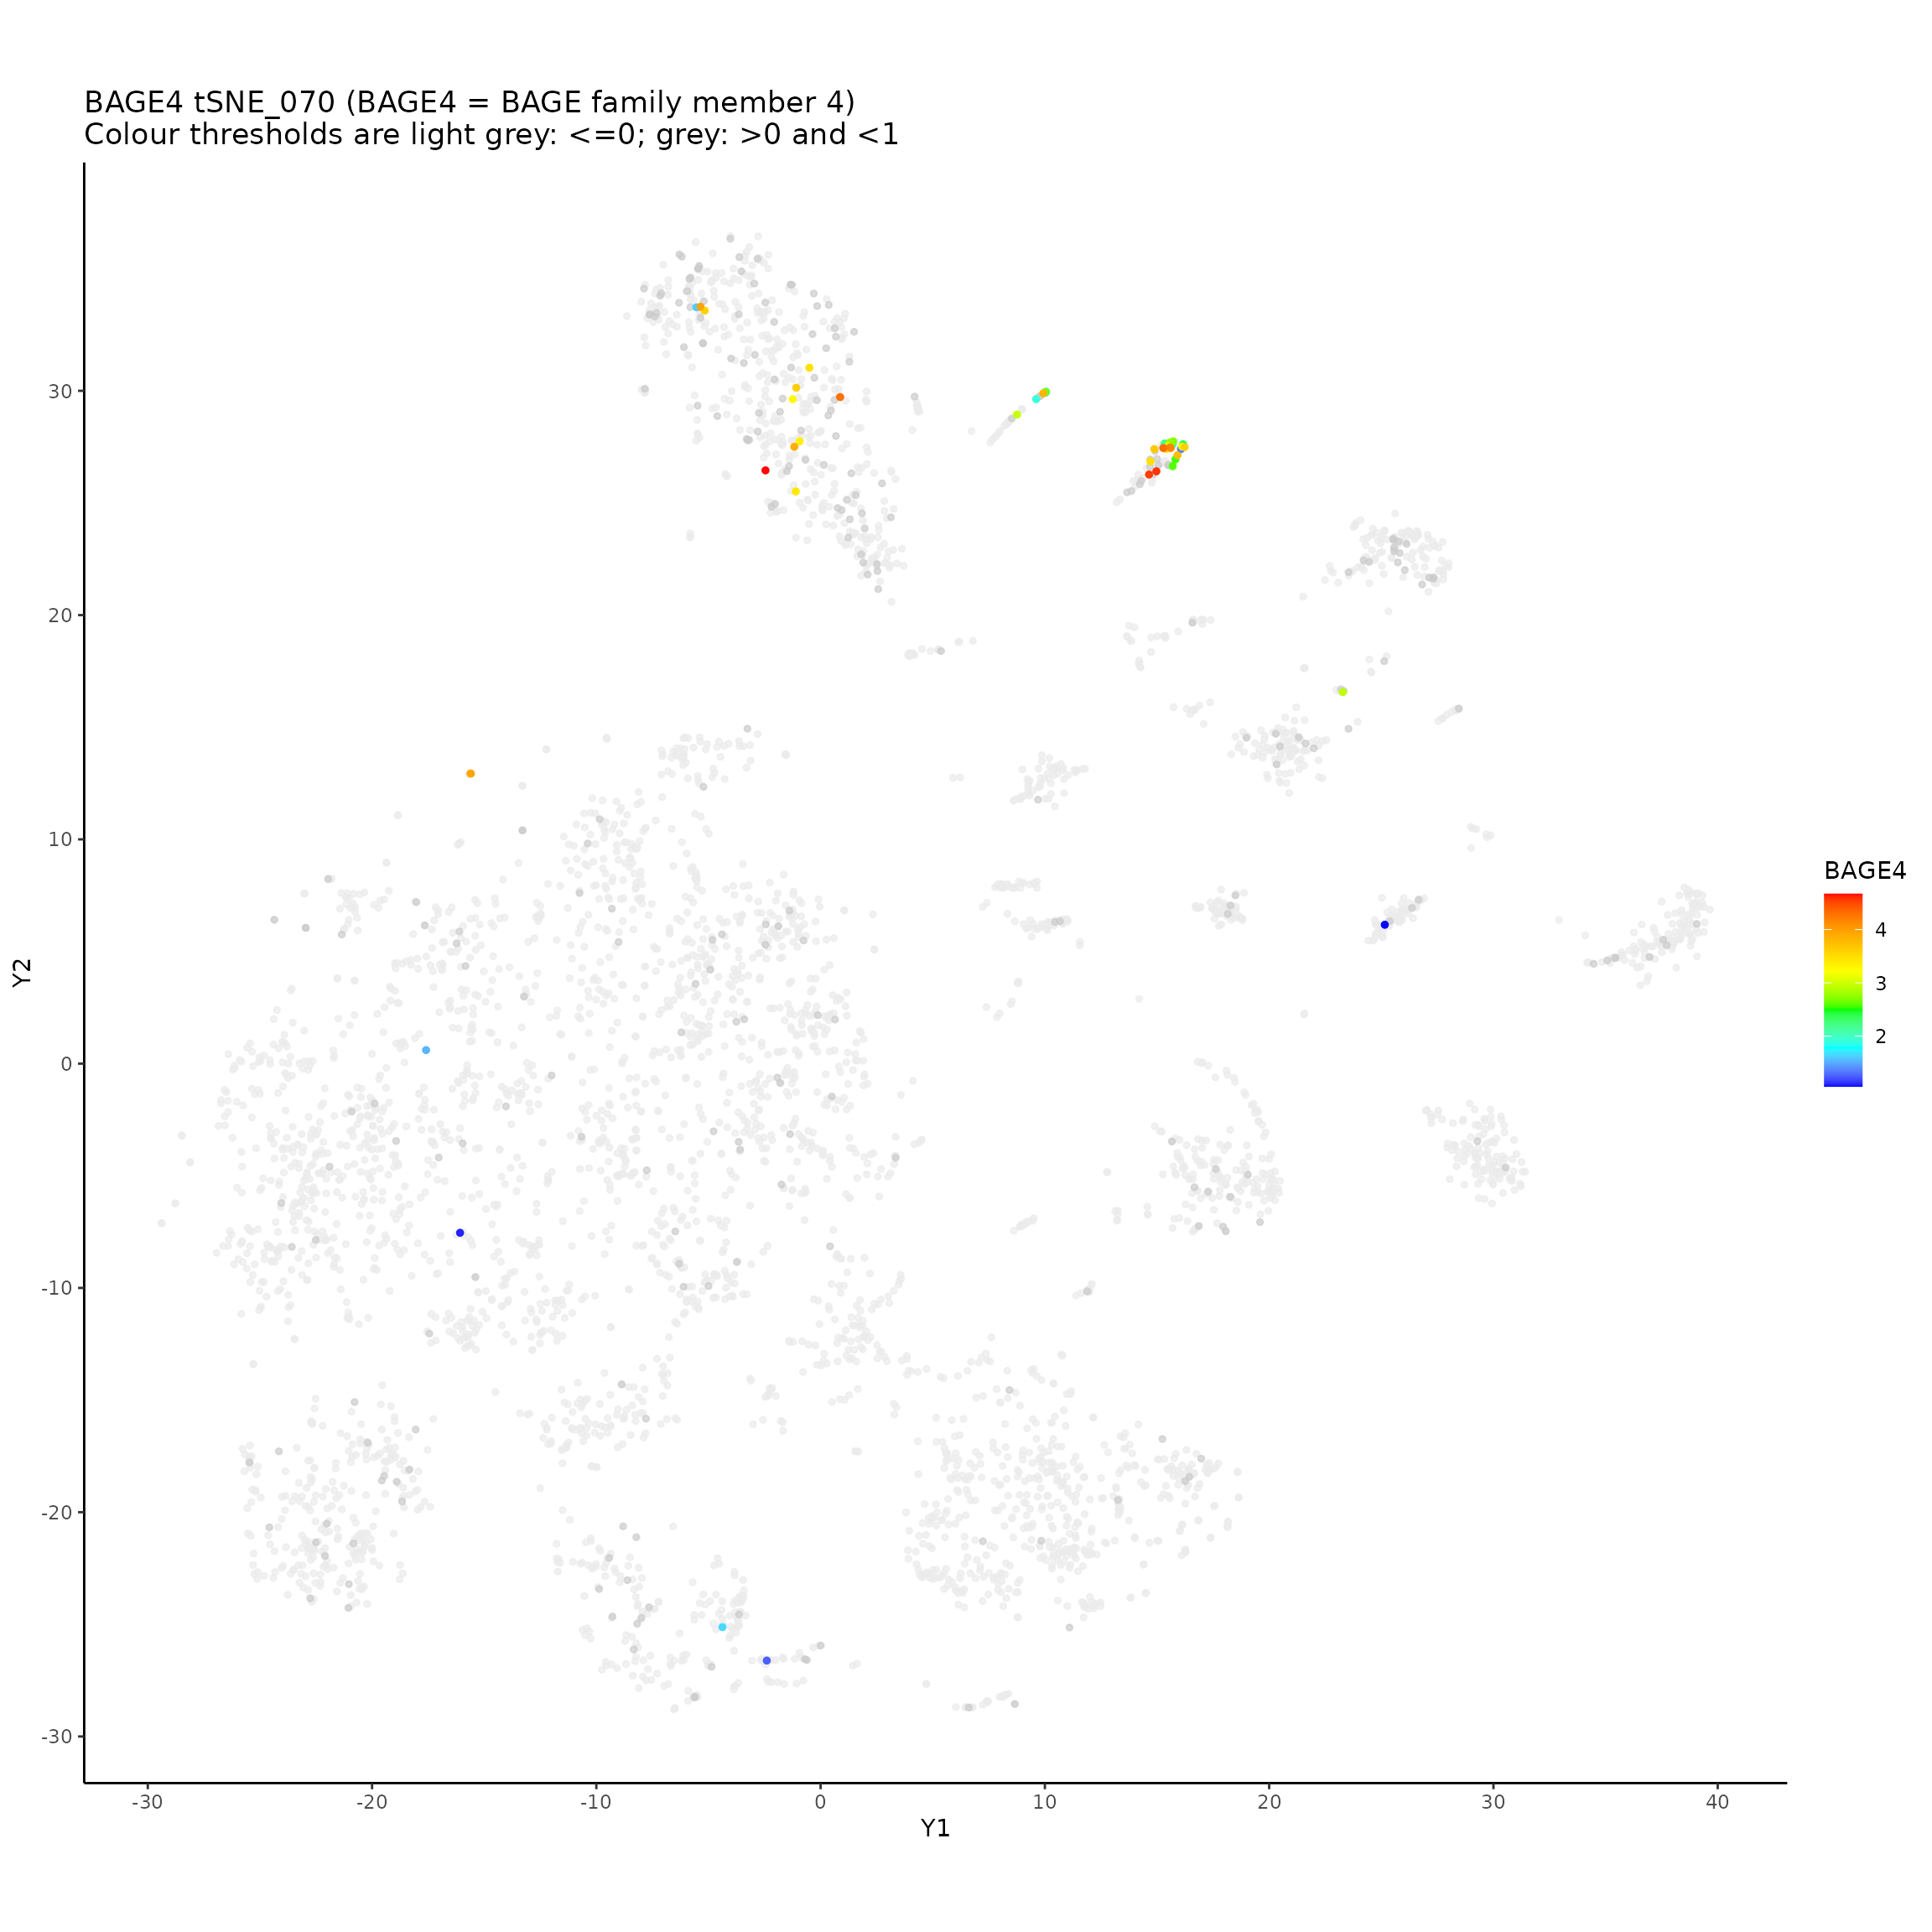 BAGE4 tSNE_070 (BAGE4 = BAGE family member 4)
Colour thresholds are light grey: <=0; grey: >0 and <1
30
20
10
0
-10
-20
-30
Y2
-30 -20 -10 0 10 20 30 40
Y1
BAGE4
4
3
2